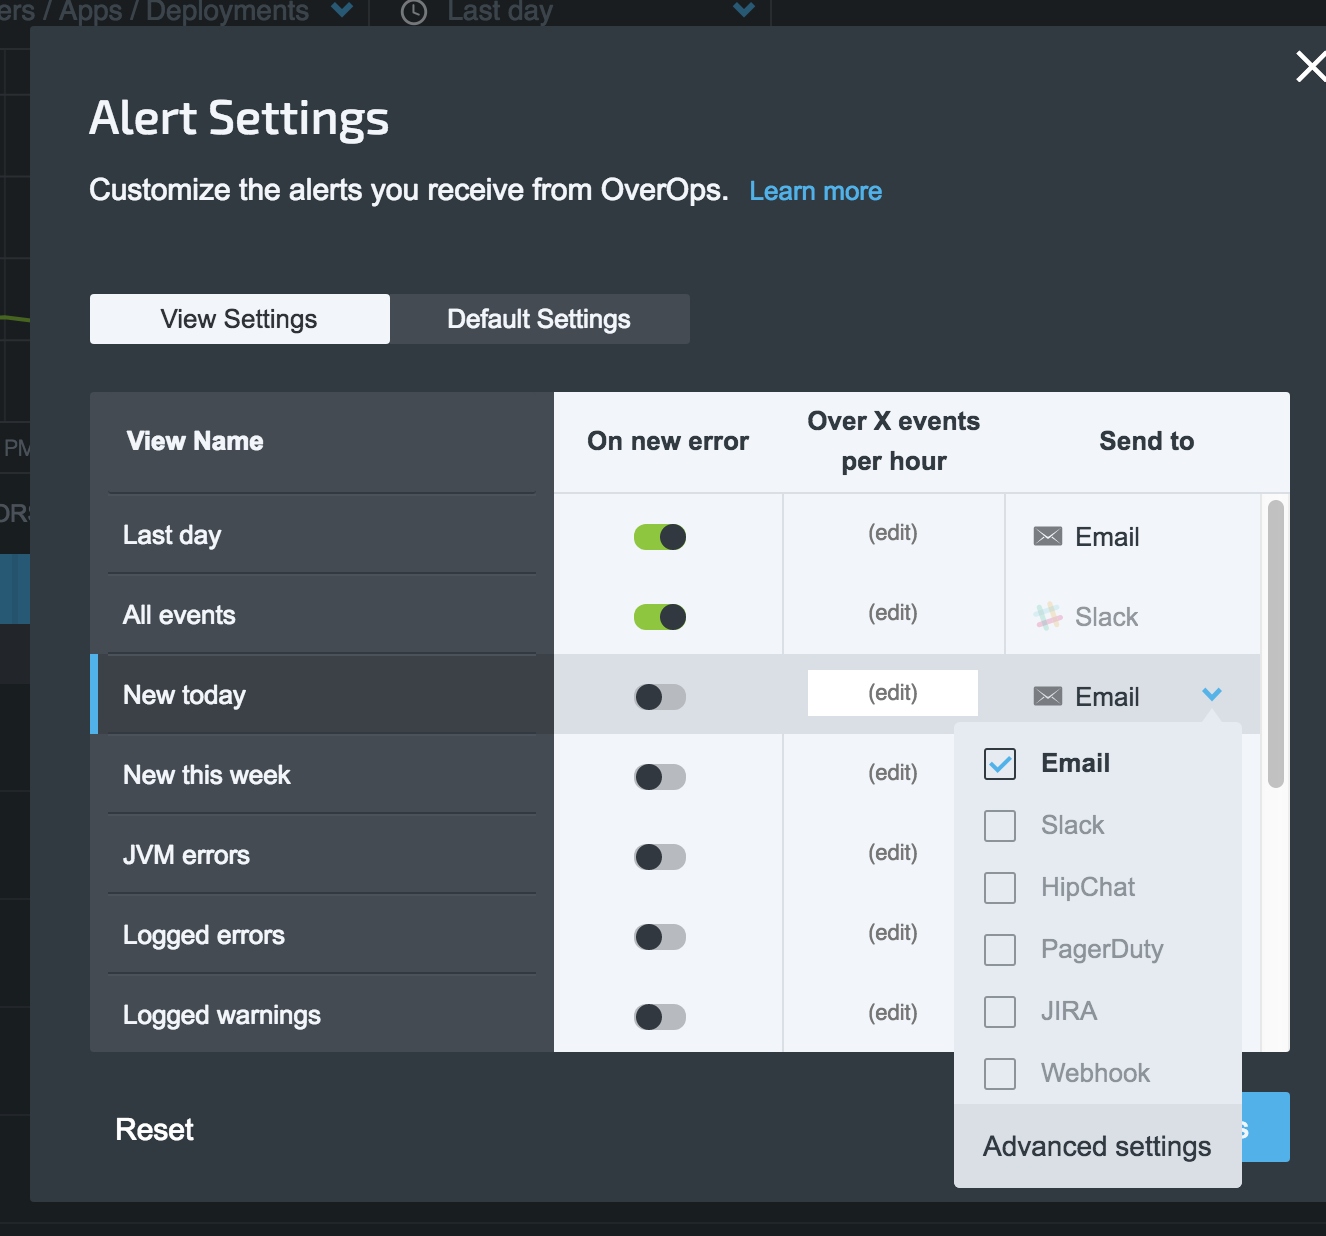 ers / Apps / Deployments
Last day
Alert Settings
Customize the alerts you receive from OverOps. Learn more
View Settings
Default Settings
View Name
On new error
Over X events
per hour
Send to
Last day
(edit)
Email
All events
(edit)
Slack
New today
(edit)
Email
New this week
(edit)
JVM errors
(edit)
Logged errors
(edit)
Logged warnings
(edit)
Email
Slack
HipChat
PagerDuty
JIRA
Webhook
Advanced settings
Reset
PM